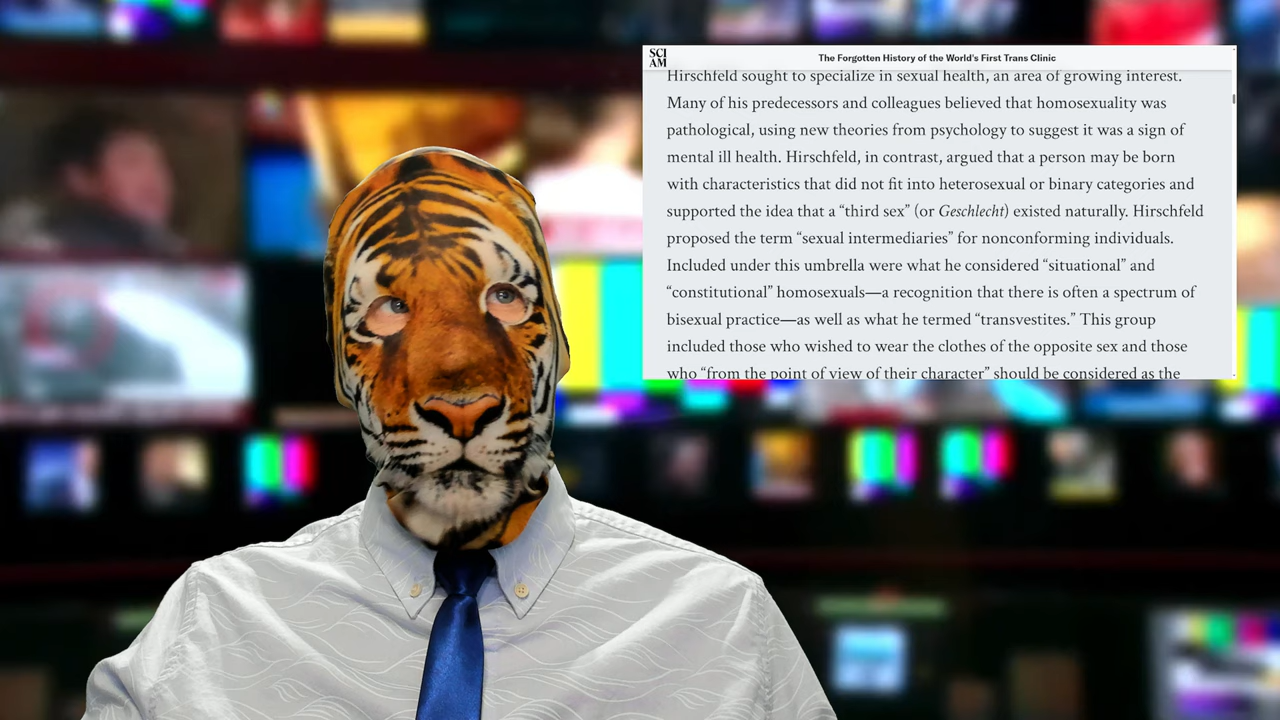 SCI
AM
The Forgotten History of the World's First Trans Clinic
Hirschfeld sought to specialize in sexual health, an area of growing interest.
Many of his predecessors and colleagues believed that homosexuality was
pathological, using new theories from psychology to suggest it was a sign of
mental ill health. Hirschfeld, in contrast, argued that a person may be born
with characteristics that did not fit into heterosexual or binary categories and
supported the idea that a “third sex” (or Geschlecht) existed naturally. Hirschfeld
proposed the term “sexual intermediaries” for nonconforming individuals.
Included under this umbrella were what he considered “situational” and
“constitutional” homosexuals—a recognition that there is often a spectrum of
bisexual practice—as well as what he termed “transvestites.” This group
included those who wished to wear the clothes of the opposite sex and those
who “from the point of view of their character” should be considered as the